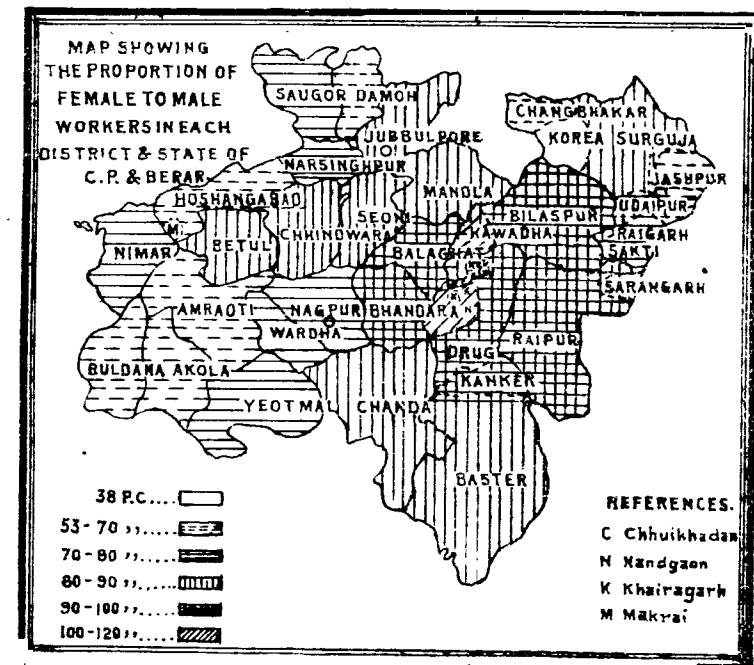 MAP SHOWING
THE PROPORTION OF
FEMALE TO MALE
WORKERS IN EACH
DISTRICT & STATE OF
C.P. & BERAR.
SAUGOR DAMOH
JUBBULPORE
NARSINGHPUR
HOSHANGABAD
M
NIMAR
BETUL
CHHINDWARA
SEONI
MANDLA
BALAGHAT
KAWADHA
BILASPUR
CHANGBHAKAR
KOREA SURGUJA
JASHPUR
UDAIPUR
RAIGARH
SAKTI
SARANGARH
AMRAOTI
NAGPUR BHANDARA
N
WARDHA
BULDANA AKOLA
YEOTMAL CHANDA
DRUG
RAIPUR
KANKER
BASTER
38 P.C....
53-70 ,,.....
70-80 ,,.....
80-90 ,,.....
90-100 ,,.....
100-120 ,,.....
REFERENCES.
C Chhuikhadan
N Nandgaon
K Khairagarh
M Makrai